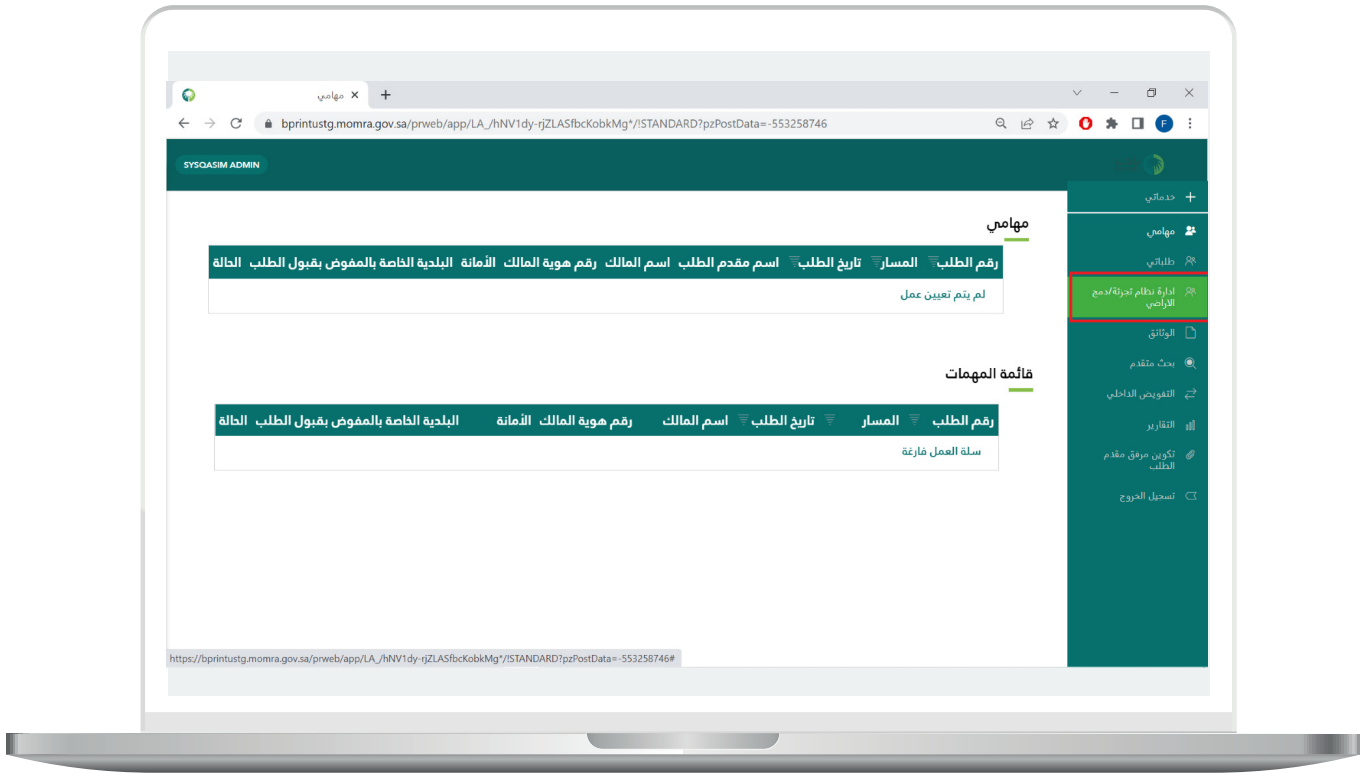 مهامي
bprintustg.momra.gov.sa/prweb/app/LA_/hNV1dy-rjZLASfbcKobkMg*/!STANDARD?pzPostData=-553258746
F
SYSQASIM ADMIN
خدماتي
مهامي
طلباتي
ادارة نظام تجزئة/دمج
الاراضي
الوثائق
بحث متقدم
التفويض الداخلي
التقارير
تكوين مرفق مقدم
الطلب
تسجيل الخروج
مهامي
رقم الطلب المسار تاريخ الطلب اسم مقدم الطلب اسم المالك رقم هوية المالك الأمانة البلدية الخاصة بالمفوض بقبول الطلب الحالة
لم يتم تعيين عمل
قائمة المهمات
رقم الطلب المسار تاريخ الطلب اسم المالك رقم هوية المالك الأمانة البلدية الخاصة بالمفوض بقبول الطلب الحالة
سلة العمل فارغة
https://bprintustg.momra.gov.sa/prweb/app/LA_/hNV1dy-rjZLASfbcKobkMg*/!STANDARD?pzPostData=-553258746#